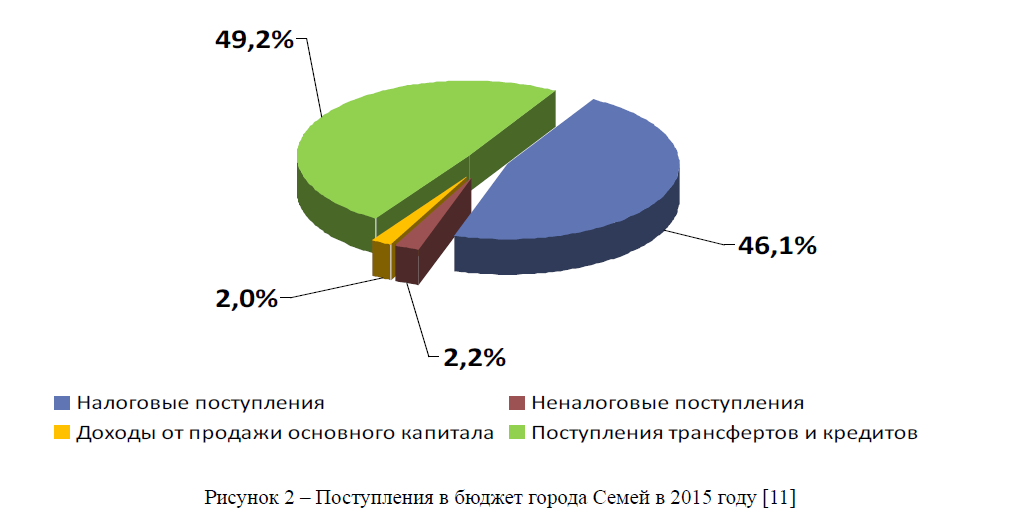 49,2%
46,1%
2,0%
2,2%
Налоговые поступления
Неналоговые поступления
Доходы от продажи основного капитала
Поступления трансфертов и кредитов
Рисунок 2 – Поступления в бюджет города Семей в 2015 году [11]